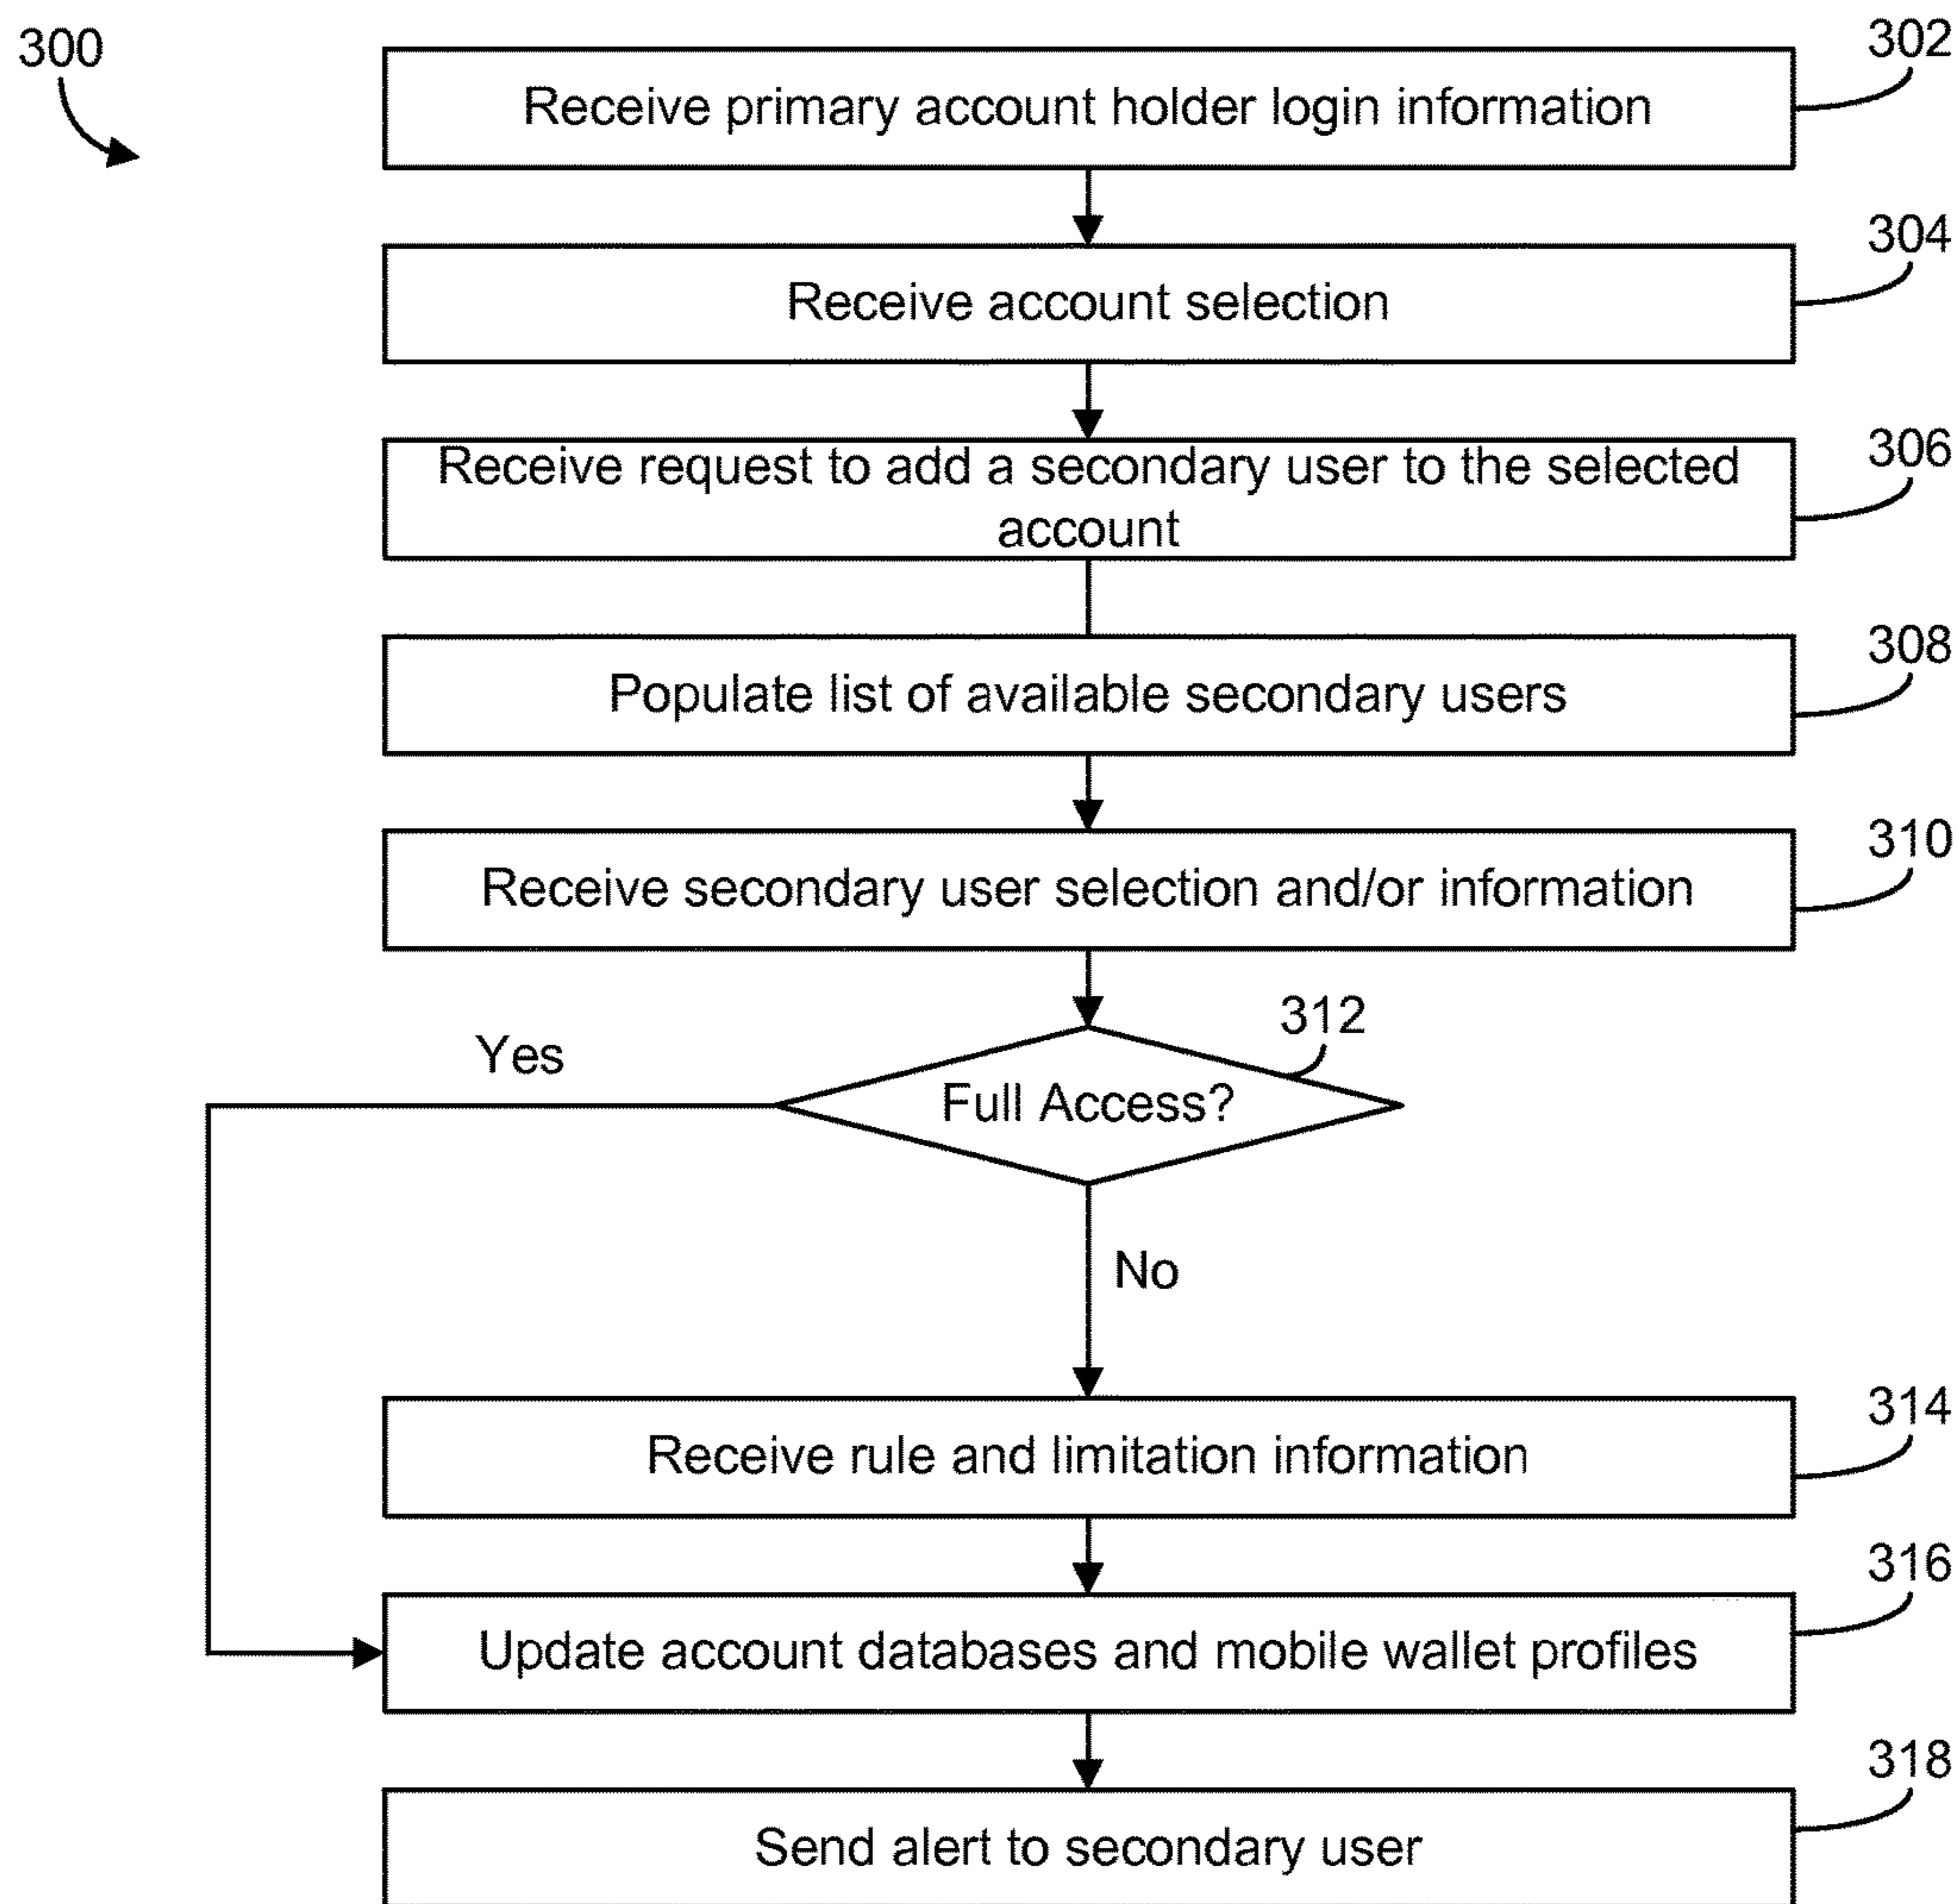 300
302
Receive primary account holder login information
304
Receive account selection
306
Receive request to add a secondary user to the selected
account
308
Populate list of available secondary users
310
Receive secondary user selection and/or information
312
Yes
Full Access?
No
314
Receive rule and limitation information
316
Update account databases and mobile wallet profiles
318
Send alert to secondary user